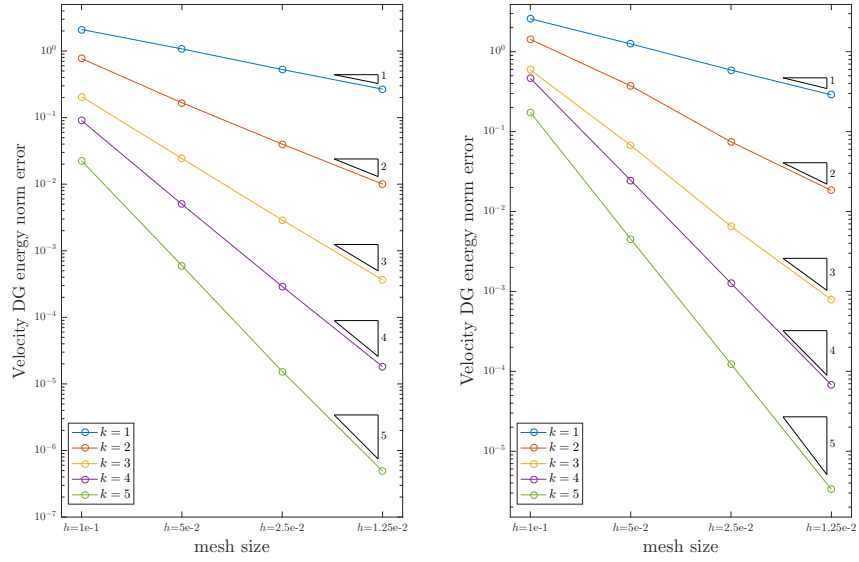 Velocity DG energy norm error
10^0
10^{-1}
10^{-2}
10^{-3}
10^{-4}
10^{-5}
10^{-6}
10^{-7}
1
2
3
4
5
k = 1
k = 2
k = 3
k = 4
k = 5
h=1e-1
h=5e-2
h=2.5e-2
h=1.25e-2
mesh size
Velocity DG energy norm error
10^0
10^{-1}
10^{-2}
10^{-3}
10^{-4}
10^{-5}
1
2
3
4
5
k = 1
k = 2
k = 3
k = 4
k = 5
h=1e-1
h=5e-2
h=2.5e-2
h=1.25e-2
mesh size